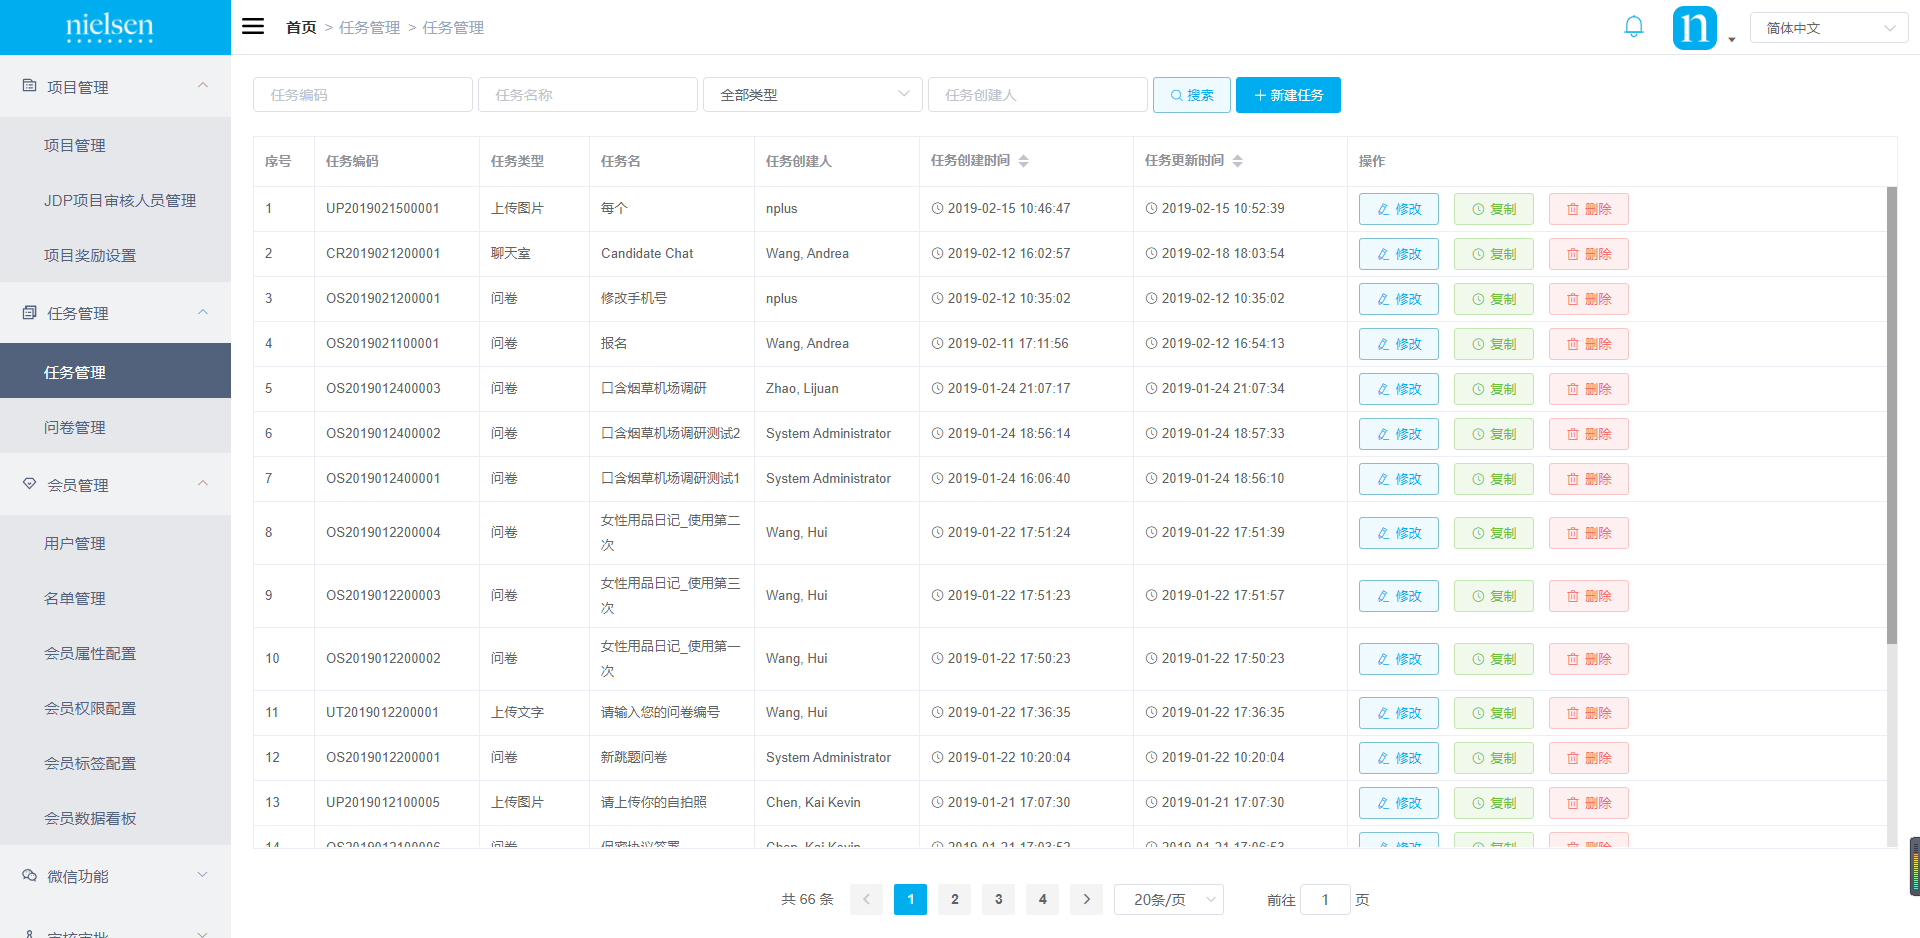 nielsen
首页 > 任务管理 > 任务管理
n
简体中文
项目管理
项目管理
JDP项目审核人员管理
项目奖励设置
任务管理
任务管理
问卷管理
会员管理
用户管理
名单管理
会员属性配置
会员权限配置
会员标签配置
会员数据看板
微信功能
任务编码 任务名称 全部类型 任务创建人 搜索 新建任务
序号 任务编码 任务类型 任务名 任务创建人 任务创建时间 任务更新时间 操作
1 UP2019021500001 上传图片 每个 nplus 2019-02-15 10:46:47 2019-02-15 10:52:39 修改 复制 删除
2 CR2019021200001 聊天室 Candidate Chat Wang, Andrea 2019-02-12 16:02:57 2019-02-18 18:03:54 修改 复制 删除
3 OS2019021200001 问卷 修改手机号 nplus 2019-02-12 10:35:02 2019-02-12 10:35:02 修改 复制 删除
4 OS2019021100001 问卷 报名 Wang, Andrea 2019-02-11 17:11:56 2019-02-12 16:54:13 修改 复制 删除
5 OS2019012400003 问卷 口含烟草机场调研 Zhao, Lijuan 2019-01-24 21:07:17 2019-01-24 21:07:34 修改 复制 删除
6 OS2019012400002 问卷 口含烟草机场调研测试2 System Administrator 2019-01-24 18:56:14 2019-01-24 18:57:33 修改 复制 删除
7 OS2019012400001 问卷 口含烟草机场调研测试1 System Administrator 2019-01-24 16:06:40 2019-01-24 18:56:10 修改 复制 删除
8 OS2019012200004 问卷 女性用品日记_使用第二次 Wang, Hui 2019-01-22 17:51:24 2019-01-22 17:51:39 修改 复制 删除
9 OS2019012200003 问卷 女性用品日记_使用第三次 Wang, Hui 2019-01-22 17:51:23 2019-01-22 17:51:57 修改 复制 删除
10 OS2019012200002 问卷 女性用品日记_使用第一次 Wang, Hui 2019-01-22 17:50:23 2019-01-22 17:50:23 修改 复制 删除
11 UT2019012200001 上传文字 请输入您的问卷编号 Wang, Hui 2019-01-22 17:36:35 2019-01-22 17:36:35 修改 复制 删除
12 OS2019012200001 问卷 新跳题问卷 System Administrator 2019-01-22 10:20:04 2019-01-22 10:20:04 修改 复制 删除
13 UP2019012100005 上传图片 请上传你的自拍照 Chen, Kai Kevin 2019-01-21 17:07:30 2019-01-21 17:07:30 修改 复制 删除
共 66 条 1 2 3 4 20条/页 前往 1 页